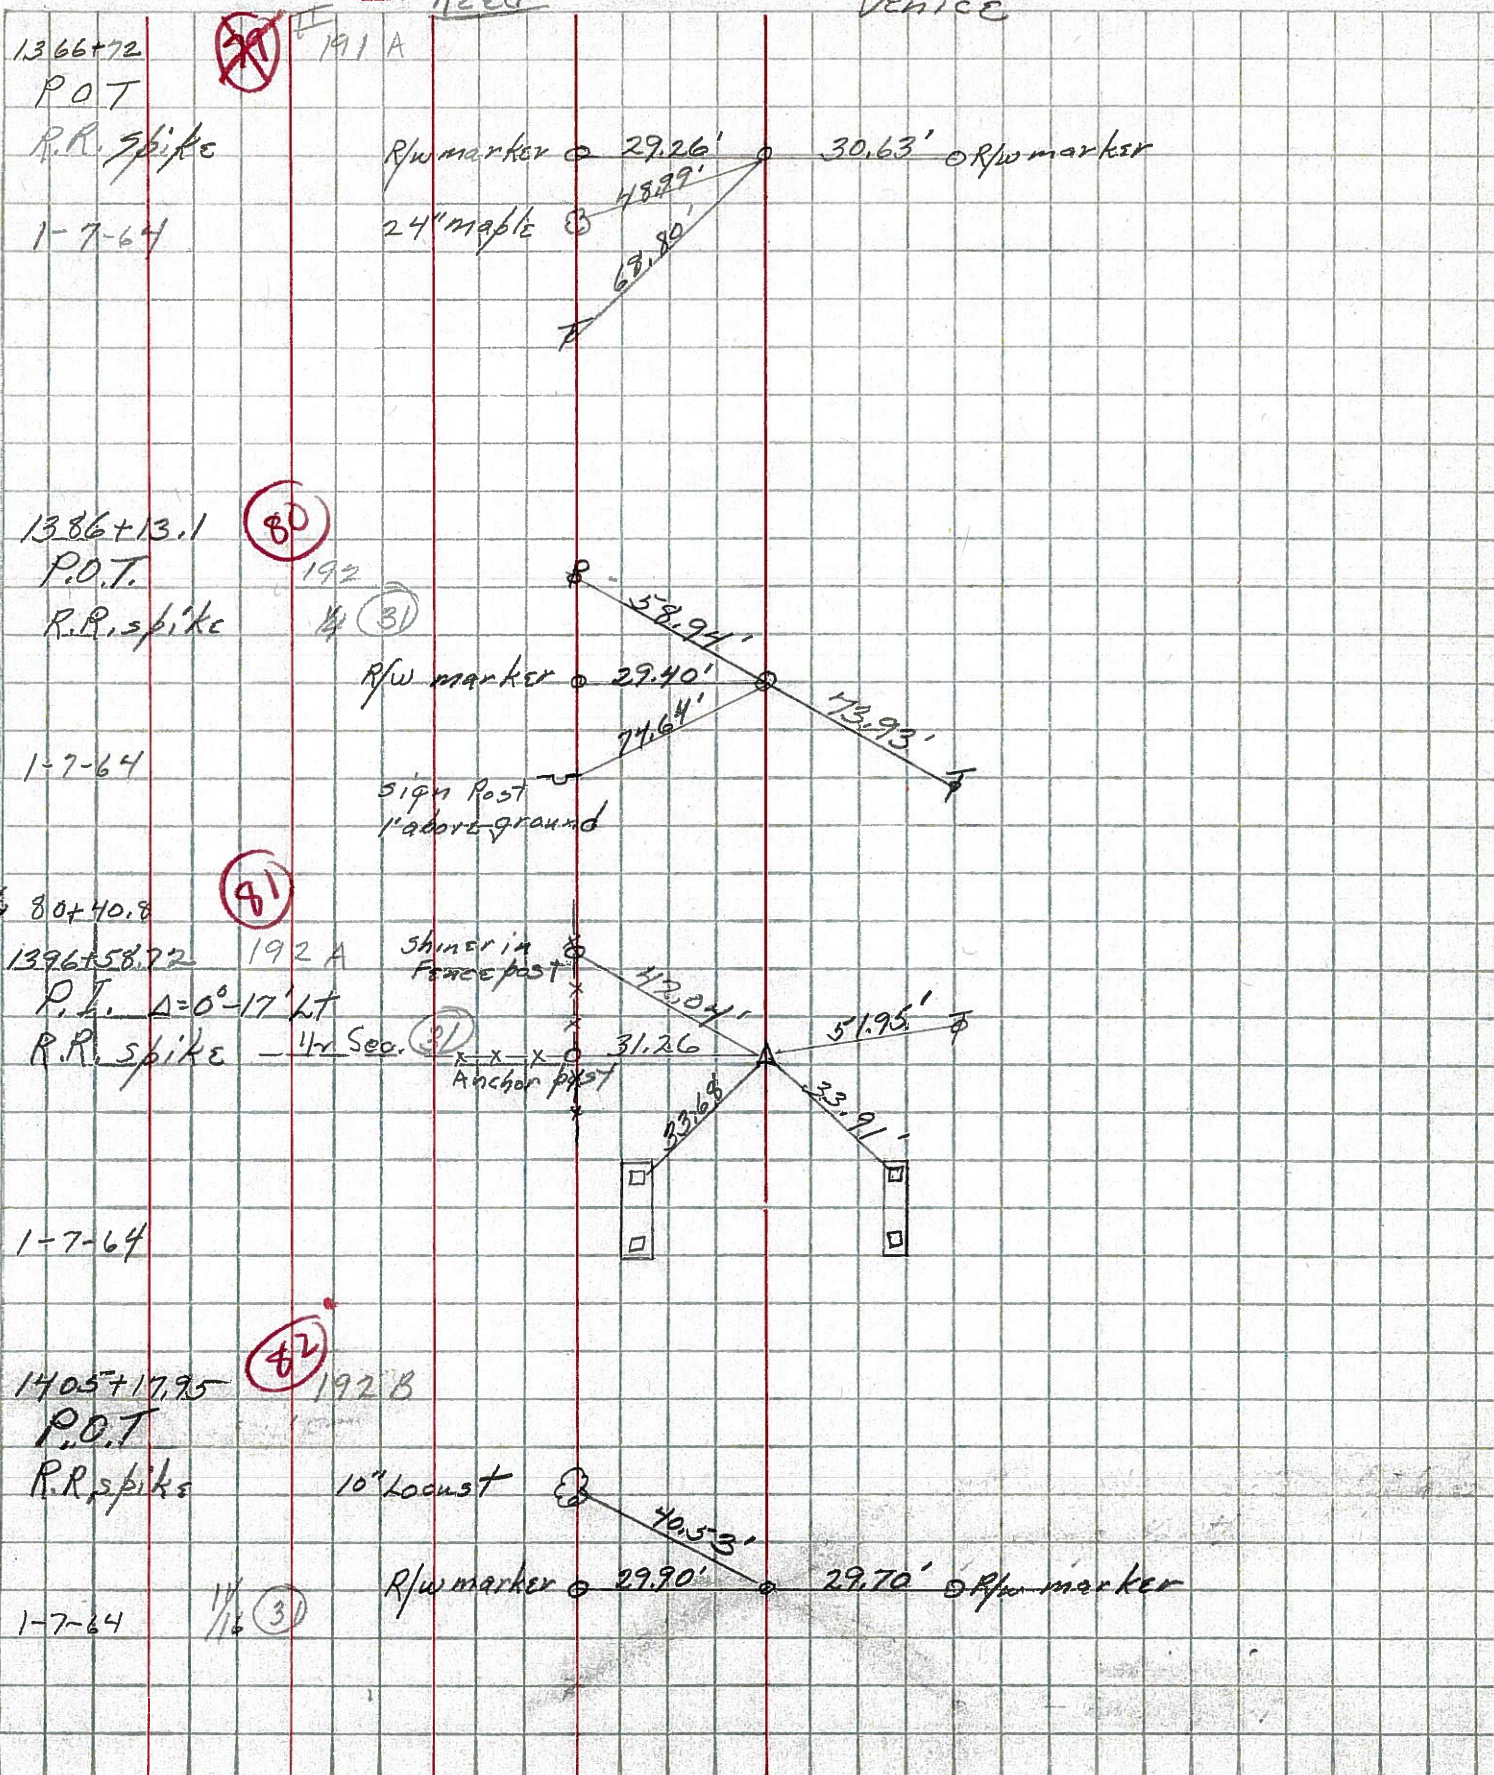 Reed
Venice
1366+72
79
II
191 A
P O T
R.R. spike
R/w marker
29.26'
30.63'
R/w marker
48.99'
24" maple
68.80'
T
1-7-64
1386+13.1
80
P.O.T.
192
R.R. spike
1/4
31
P
58.94'
R/w marker
29.40'
74.64'
73.93'
T
1-7-64
sign Post
1' above ground
81
80+40.8
1396+58.72
192 A
shiner in
Fence post
P.I. Δ=0°-17' Lt
42.04'
51.95'
T
R.R. spike
1/4 Sec.
31
31.26
Anchor post
33.68
33.91'
1-7-64
82
1405+17.95
192 B
P.O.T
R.R. spike
10" Locust
40.53'
R/w marker
29.90'
29.70'
R/w marker
1/16
31
1-7-64